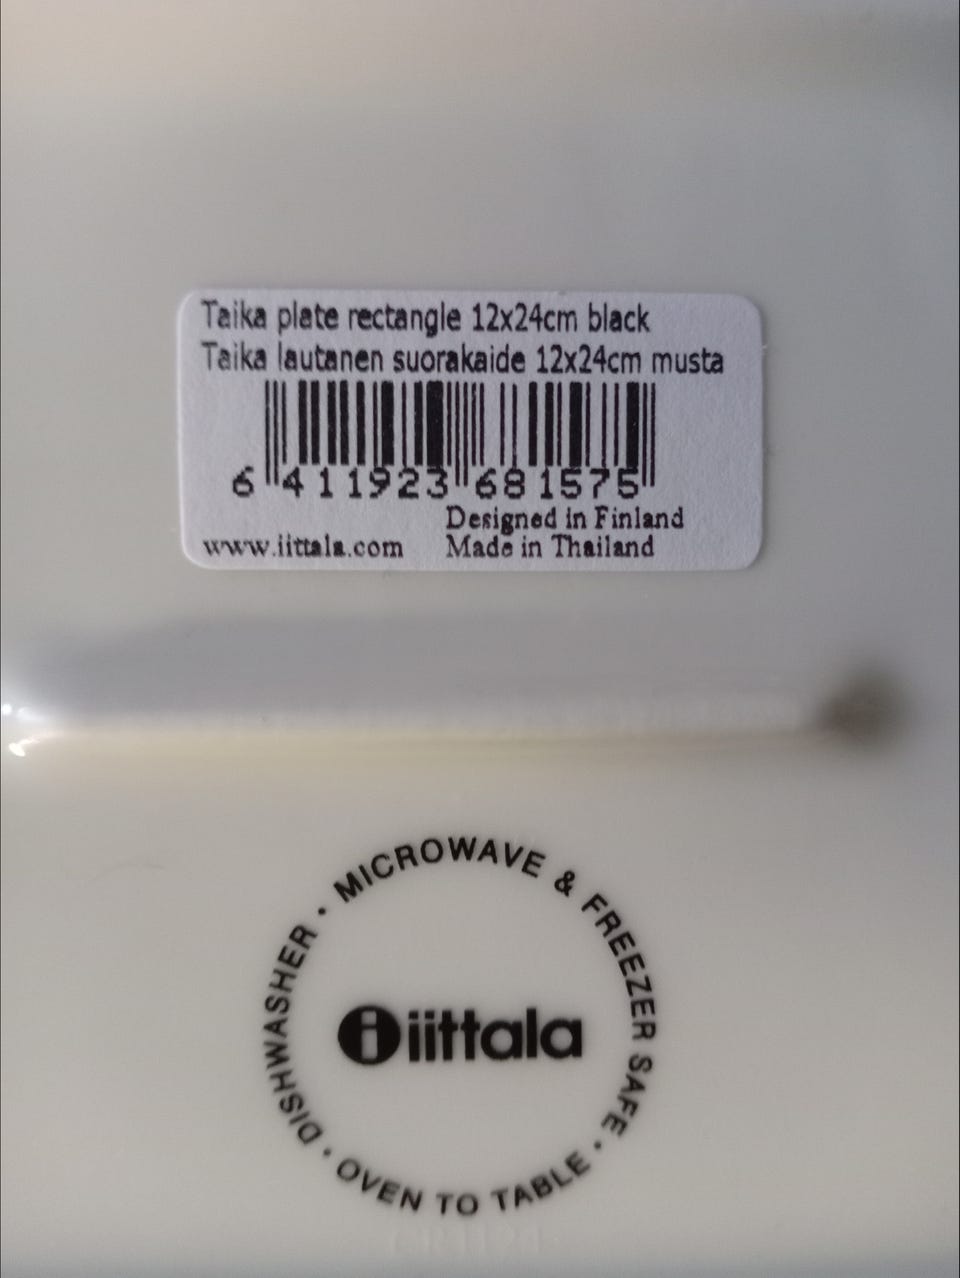 Taika plate rectangle 12x24cm black
Taika lautanen suorakaide 12x24cm musta
6 411923 681575
Designed in Finland
www.iittala.com Made in Thailand
DISHWASHER · MICROWAVE & FREEZER SAFE · OVEN TO TABLE ·
i iittala